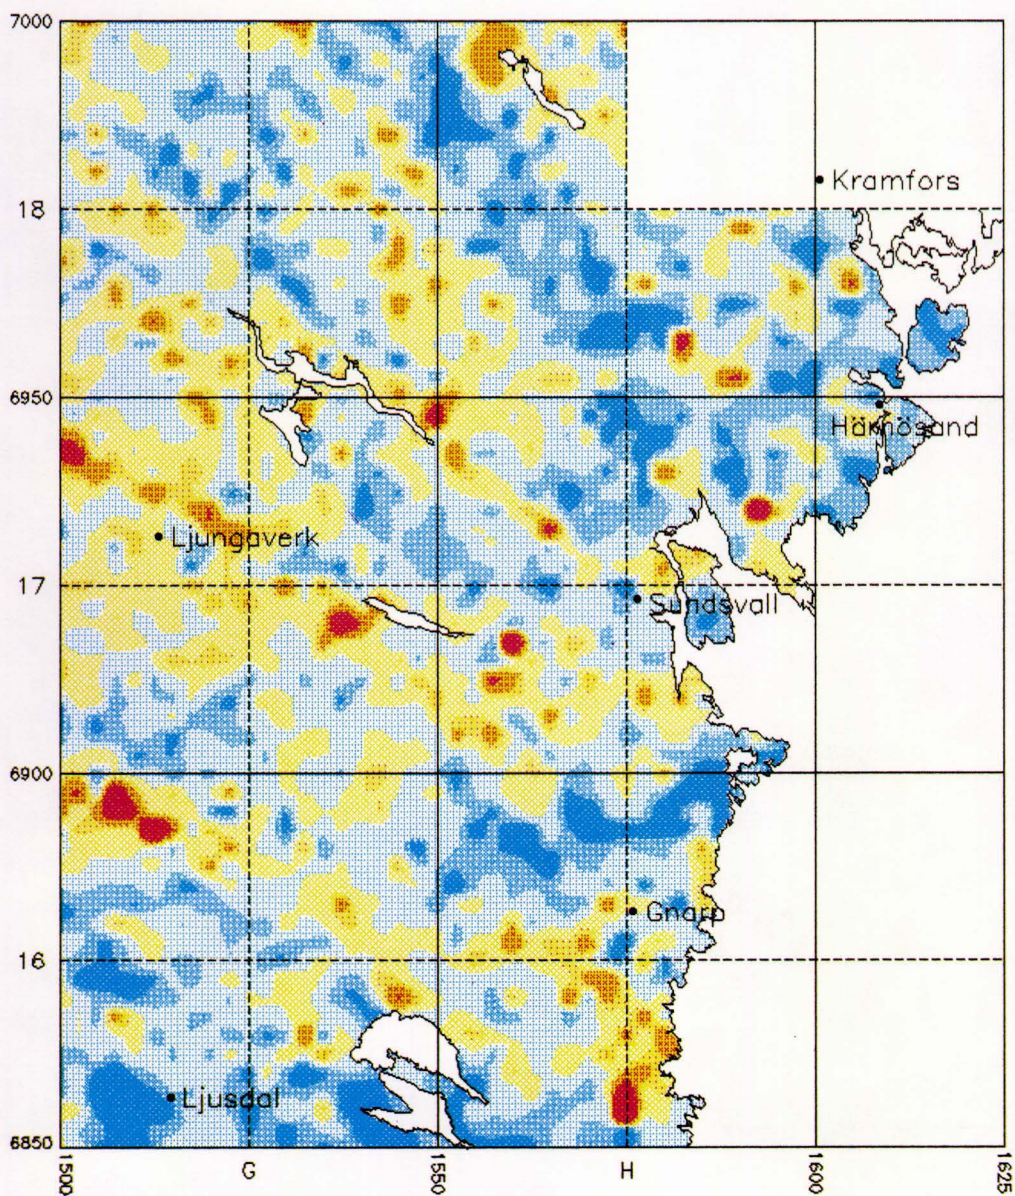 7000
Kramfors
18
6950
Härnösand
Ljungaverk
17
Sundsvall
6900
Gnarp
16
Ljusdal
6850
1500
G
1550
H
1600
1625